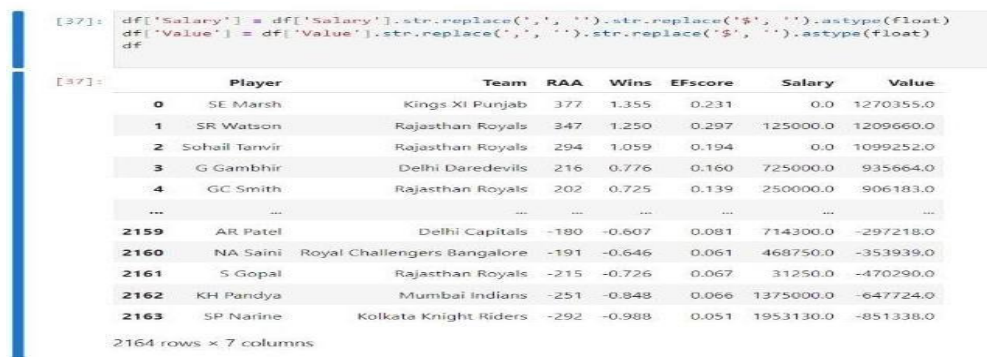 [37]: df['Salary'] = df['Salary'].str.replace(',', '').str.replace('$', '').astype(float)
df['Value'] = df['Value'].str.replace(',', '').str.replace('$', '').astype(float)
df
[37]: Player Team RAA Wins EFscore Salary Value
0 SE Marsh Kings XI Punjab 377 1.355 0.231 0.0 1270355.0
1 SR Watson Rajasthan Royals 347 1.250 0.297 125000.0 1209660.0
2 Sohail Tanvir Rajasthan Royals 294 1.059 0.194 0.0 1099252.0
3 G Gambhir Delhi Daredevils 216 0.776 0.160 725000.0 935664.0
4 GC Smith Rajasthan Royals 202 0.725 0.139 250000.0 906183.0
... ... ... ... ... ... ... ...
2159 AR Patel Delhi Capitals -180 -0.607 0.081 714300.0 -297218.0
2160 NA Saini Royal Challengers Bangalore -191 -0.646 0.061 468750.0 -353939.0
2161 S Gopal Rajasthan Royals -215 -0.726 0.067 31250.0 -470290.0
2162 KH Pandya Mumbai Indians -251 -0.848 0.066 1375000.0 -647724.0
2163 SP Narine Kolkata Knight Riders -292 -0.988 0.051 1953130.0 -851338.0
2164 rows × 7 columns